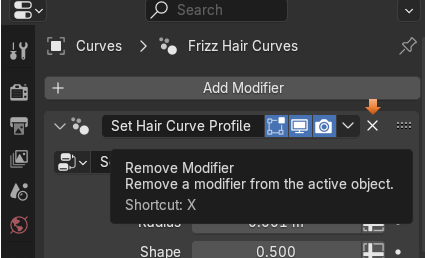 Search
Curves
Frizz Hair Curves
Add Modifier
Set Hair Curve Profile
Remove Modifier
Remove a modifier from the active object.
Shortcut: X
Shape
0.500